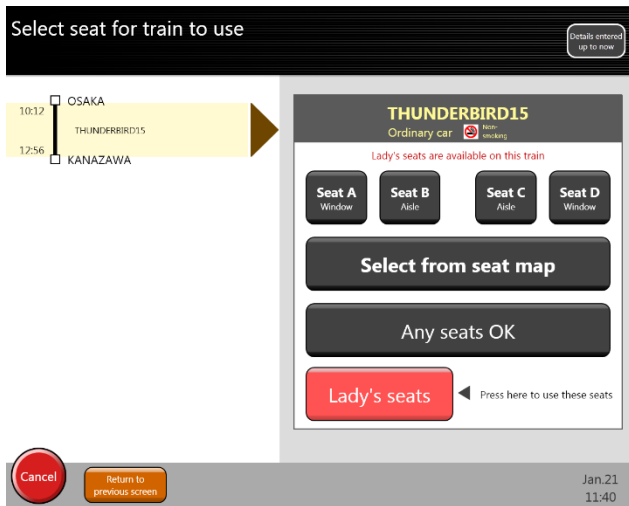 Select seat for train to use
Details entered
up to now
OSAKA
10:12
THUNDERBIRD15
12:56
KANAZAWA
THUNDERBIRD15
Ordinary car
Non-
smoking
Lady's seats are available on this train
Seat A
Window
Seat B
Aisle
Seat C
Aisle
Seat D
Window
Select from seat map
Any seats OK
Lady's seats
Press here to use these seats
Cancel
Return to
previous screen
Jan.21
11:40